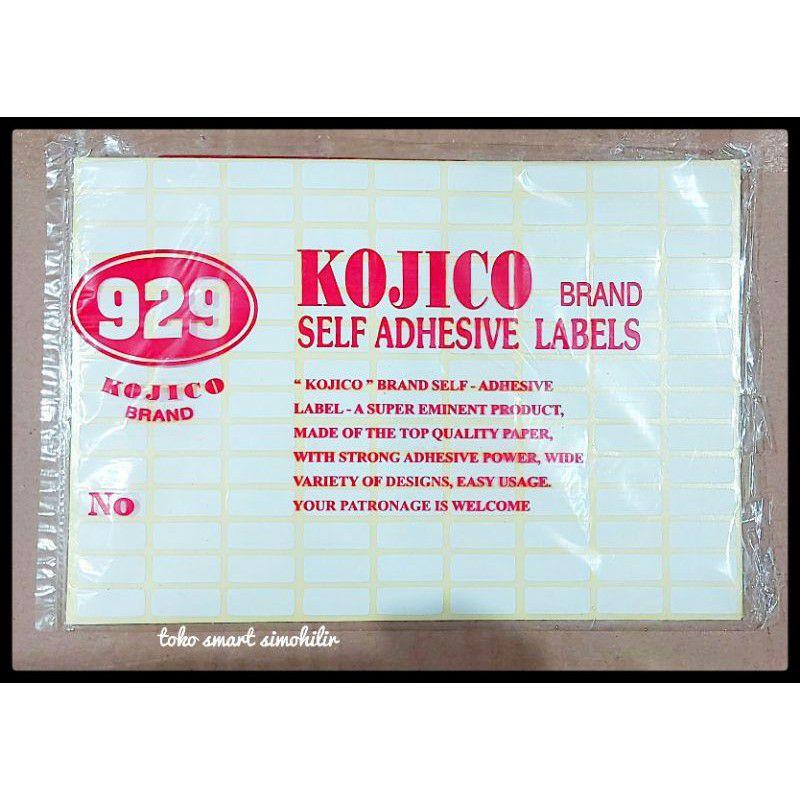 929
KOJICO
BRAND
No
KOJICO BRAND
SELF ADHESIVE LABELS
“ KOJICO ” BRAND SELF - ADHESIVE
LABEL - A SUPER EMINENT PRODUCT,
MADE OF THE TOP QUALITY PAPER,
WITH STRONG ADHESIVE POWER, WIDE
VARIETY OF DESIGNS, EASY USAGE.
YOUR PATRONAGE IS WELCOME
toko smart simohilir